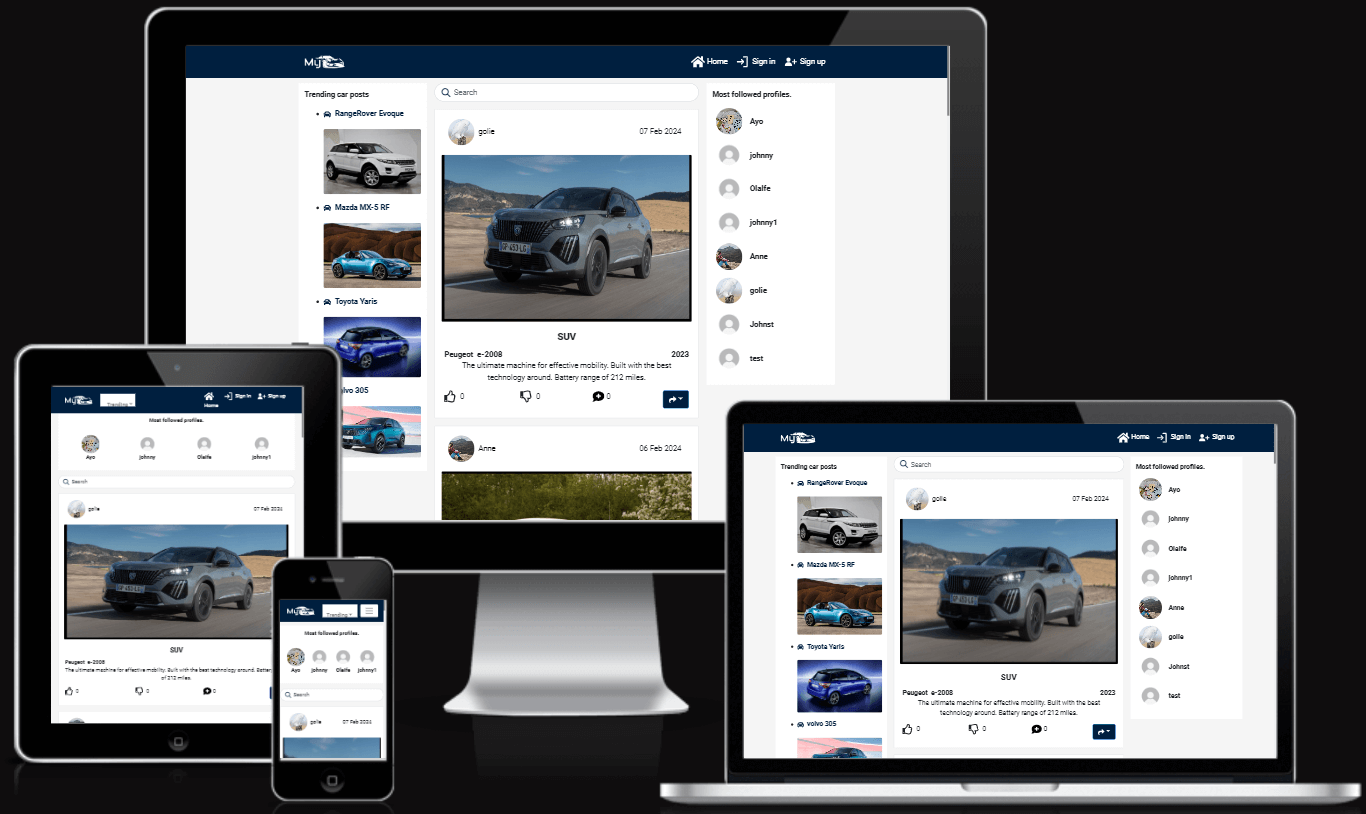 My
Home
Sign in
Sign up
Trending car posts
RangeRover Evoque
Mazda MX-5 RF
Toyota Yaris
olvo 305
Search
golie
07 Feb 2024
SUV
Peugeot e-2008
2023
The ultimate machine for effective mobility. Built with the best
technology around. Battery range of 212 miles.
0
0
0
Anne
06 Feb 2024
Most followed profiles.
Ayo
johnny
Olaife
johnny1
Anne
golie
Johnst
test
My
Trending
Home
Sign in
Sign up
Most followed profiles.
Ayo
johnny
Olaife
johnny1
Search
golie
07 Feb 2024
SUV
Peugeot e-2008
The ultimate machine for effective mobility. Built with the best technology around. Battery
of 212 miles.
0
0
0
My
Trending
Most followed profiles.
Ayo
johnny
Olaife
johnny1
Search
golie
07 Feb 2024
My
Home
Sign in
Sign up
Trending car posts
RangeRover Evoque
Mazda MX-5 RF
Toyota Yaris
volvo 305
Search
golie
07 Feb 2024
SUV
Peugeot e-2008
2023
The ultimate machine for effective mobility. Built with the best
technology around. Battery range of 212 miles.
0
0
0
Most followed profiles.
Ayo
johnny
Olaife
johnny1
Anne
golie
Johnst
test